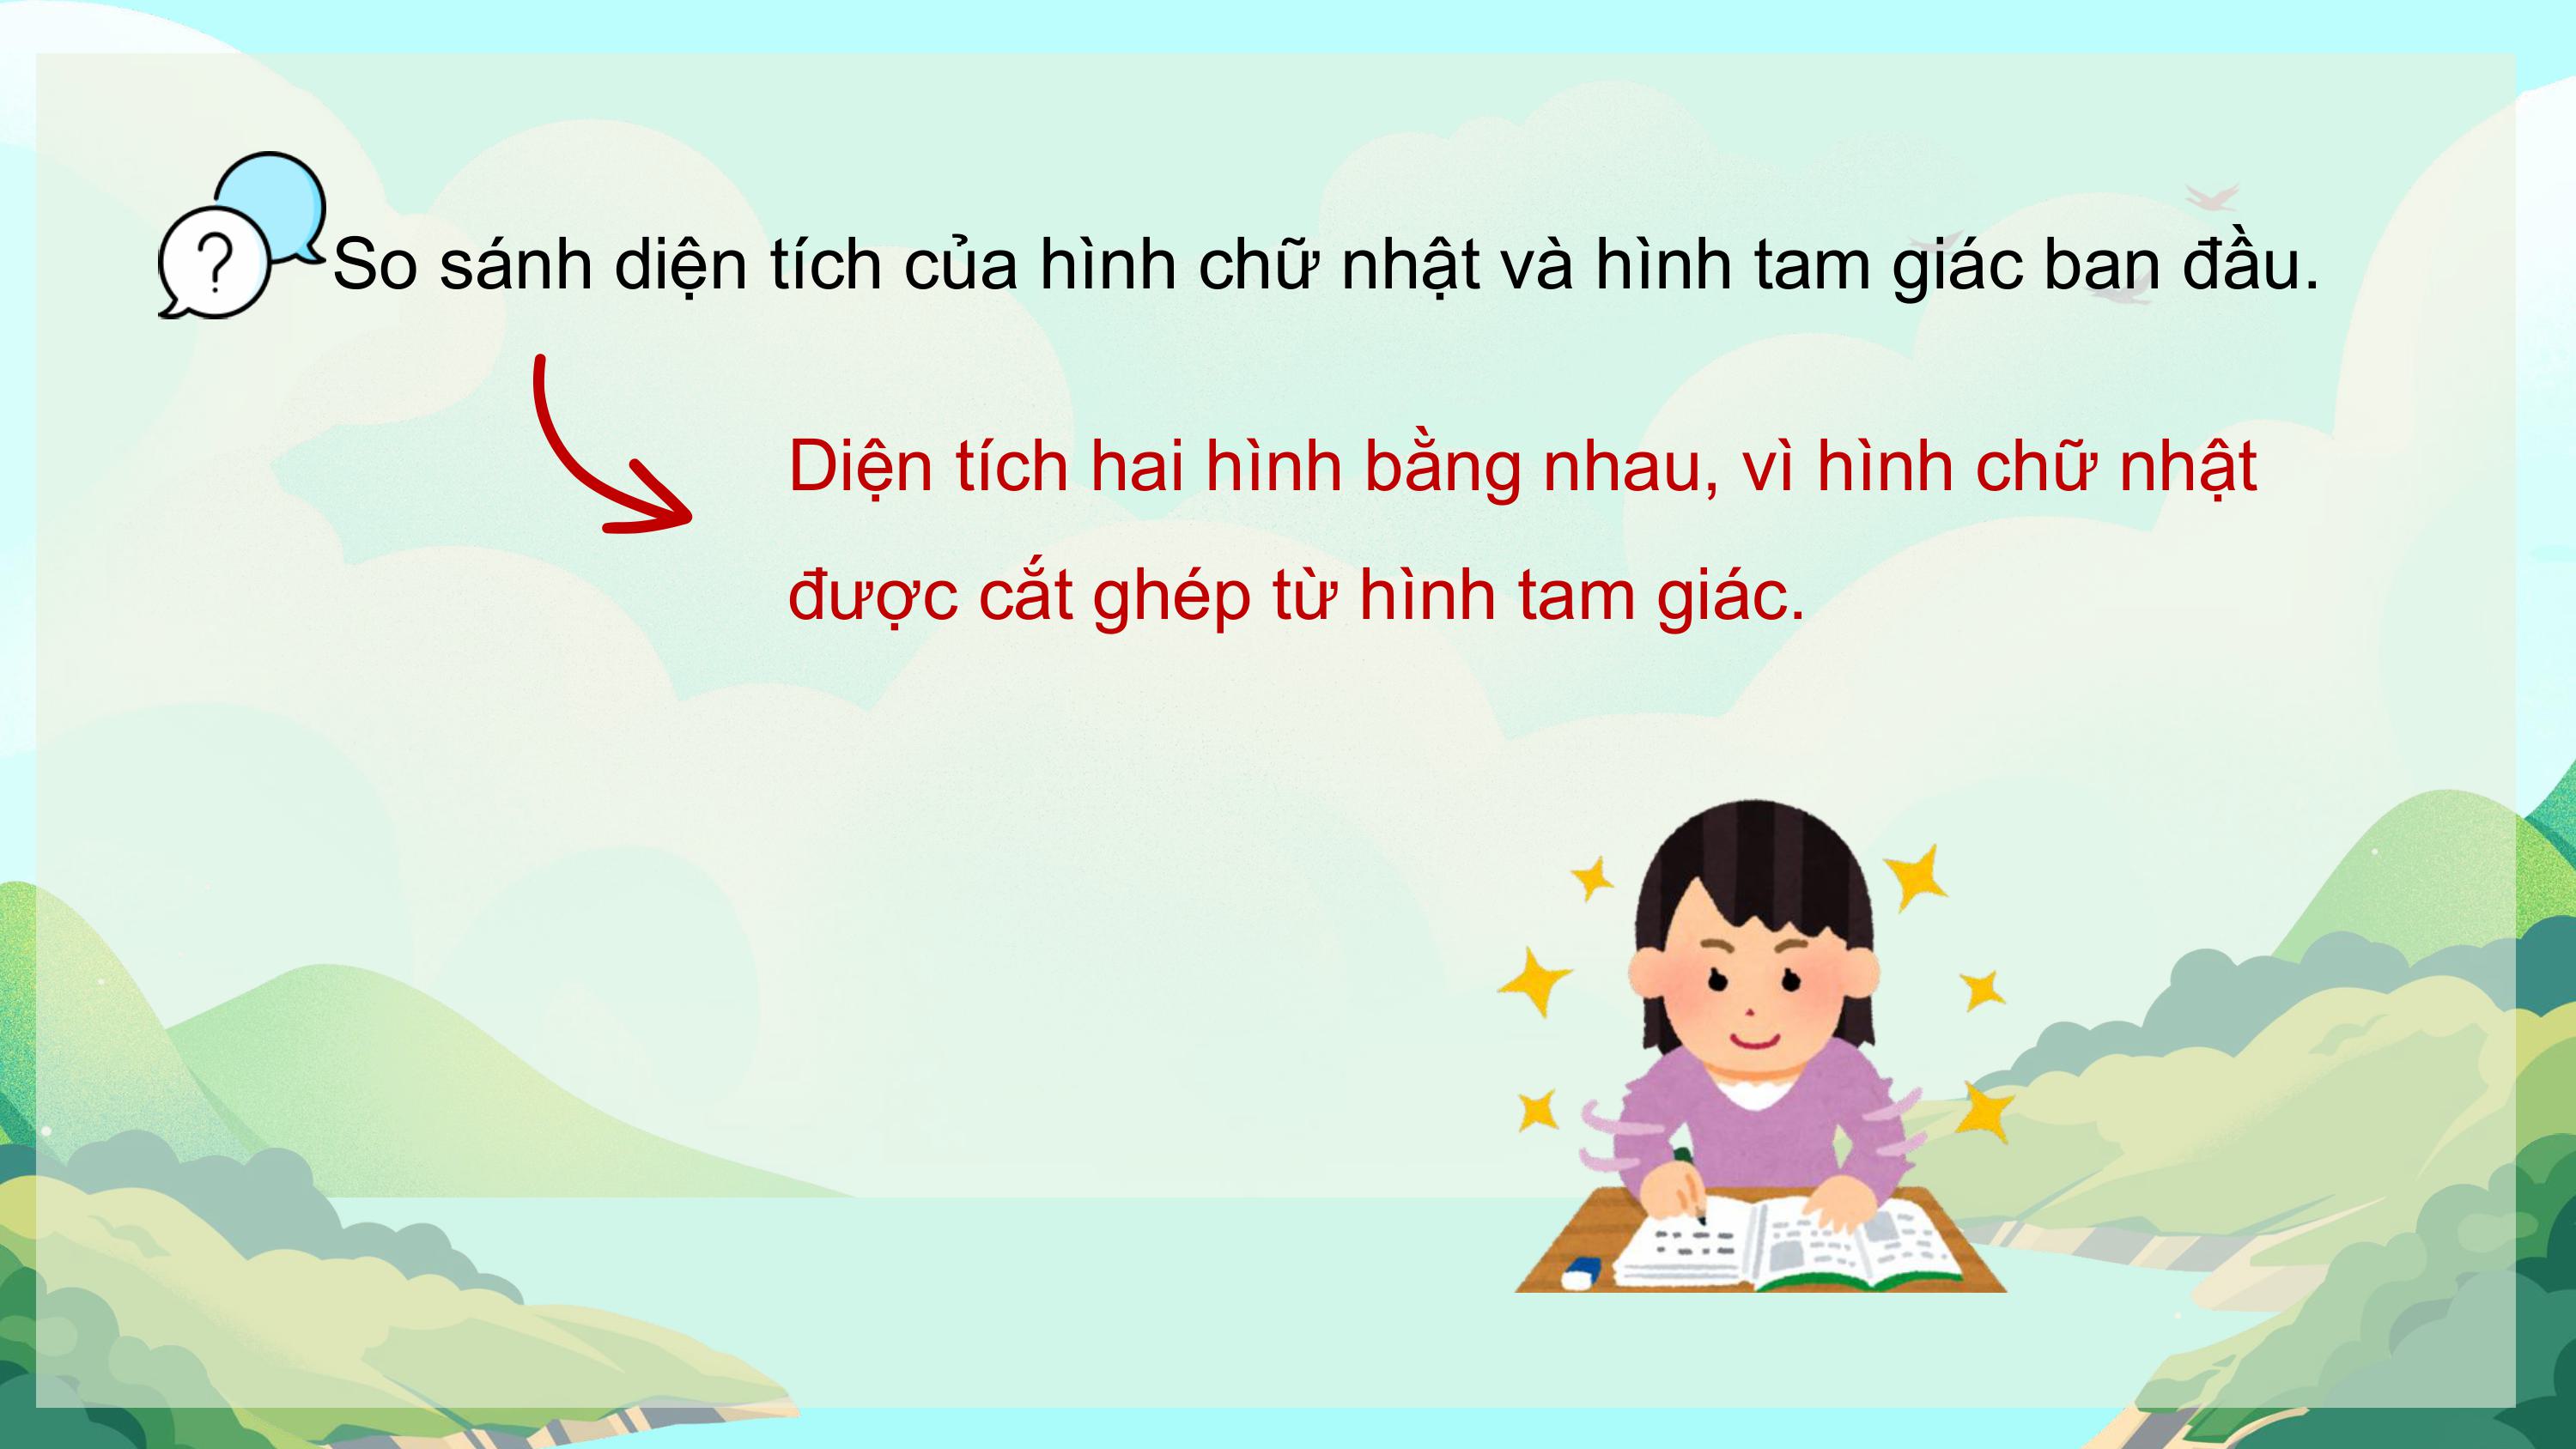 ?
So sánh diện tích của hình chữ nhật và hình tam giác ban đầu.
Diện tích hai hình bằng nhau, vì hình chữ nhật
được cắt ghép từ hình tam giác.